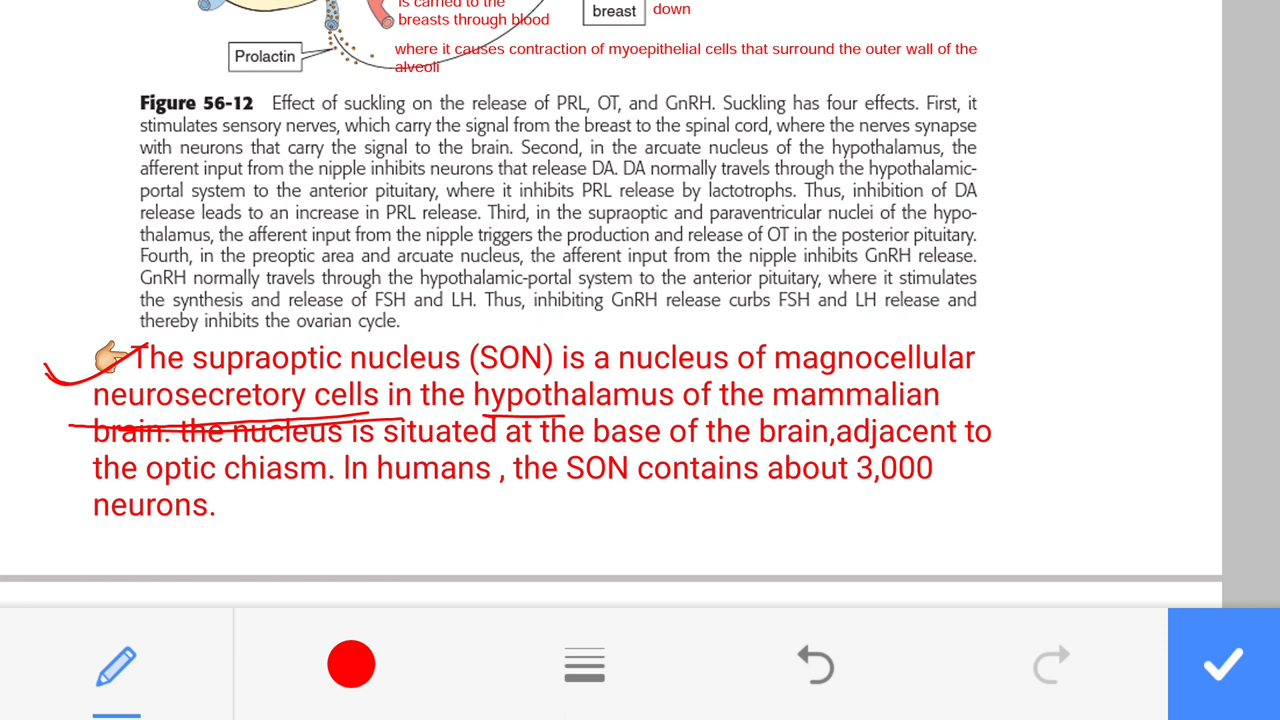 is carried to the
breasts through blood
breast
down
Prolactin
where it causes contraction of myoepithelial cells that surround the outer wall of the
alveoli
Figure 56-12 Effect of suckling on the release of PRL, OT, and GnRH. Suckling has four effects. First, it
stimulates sensory nerves, which carry the signal from the breast to the spinal cord, where the nerves synapse
with neurons that carry the signal to the brain. Second, in the arcuate nucleus of the hypothalamus, the
afferent input from the nipple inhibits neurons that release DA. DA normally travels through the hypothalamic-
portal system to the anterior pituitary, where it inhibits PRL release by lactotrophs. Thus, inhibition of DA
release leads to an increase in PRL release. Third, in the supraoptic and paraventricular nuclei of the hypo-
thalamus, the afferent input from the nipple triggers the production and release of OT in the posterior pituitary.
Fourth, in the preoptic area and arcuate nucleus, the afferent input from the nipple inhibits GnRH release.
GnRH normally travels through the hypothalamic-portal system to the anterior pituitary, where it stimulates
the synthesis and release of FSH and LH. Thus, inhibiting GnRH release curbs FSH and LH release and
thereby inhibits the ovarian cycle.
The supraoptic nucleus (SON) is a nucleus of magnocellular
neurosecretory cells in the hypothalamus of the mammalian
brain. the nucleus is situated at the base of the brain,adjacent to
the optic chiasm. In humans , the SON contains about 3,000
neurons.